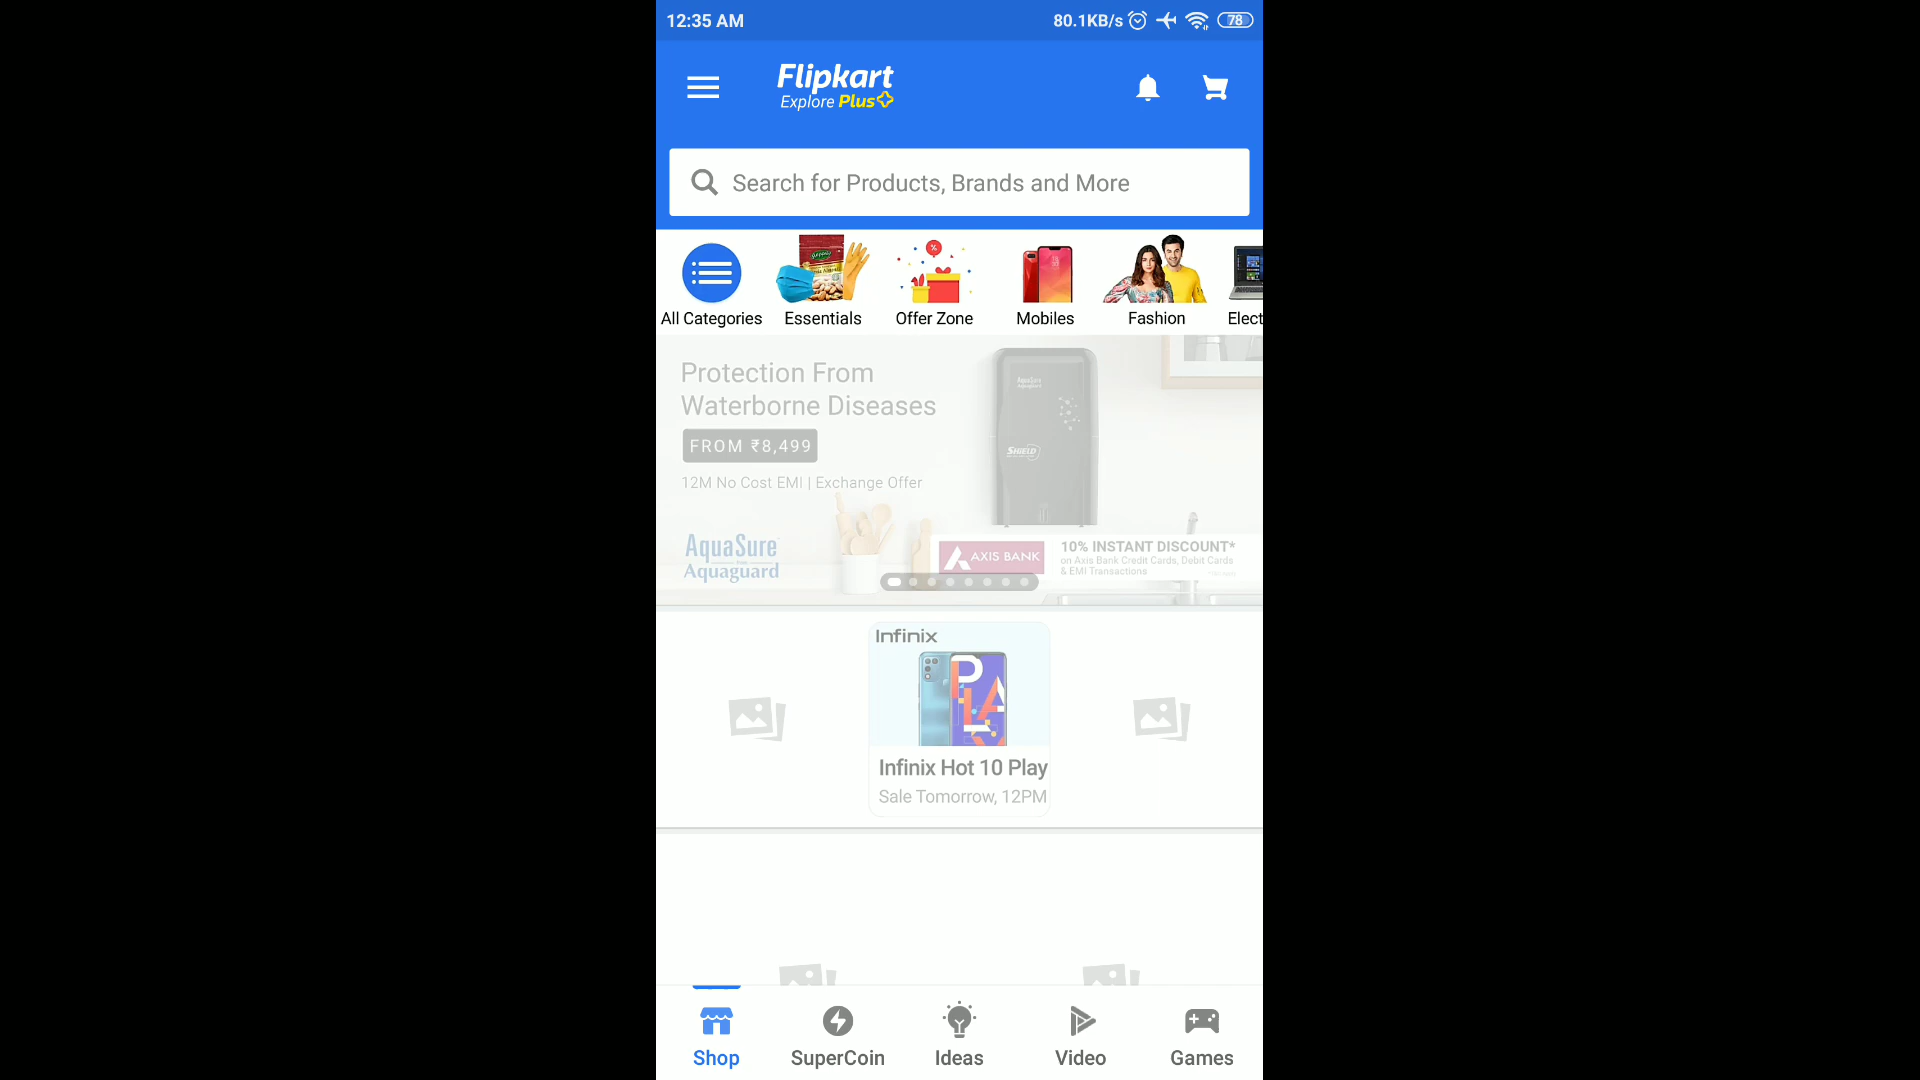 12:35 AM
80.1KB/s
78
Flipkart
Explore Plus
Search for Products, Brands and More
All Categories
Essentials
Offer Zone
Mobiles
Fashion
Elect
Protection From
Waterborne Diseases
FROM ₹8,499
12M No Cost EMI | Exchange Offer
AquaSure
Aquaguard
AquaSure
Aquaguard
SHIELD
AXIS BANK
10% INSTANT DISCOUNT*
on Axis Bank Credit Cards, Debit Cards
& EMI Transactions
Infinix
Infinix Hot 10 Play
Sale Tomorrow, 12PM
Shop
SuperCoin
Ideas
Video
Games